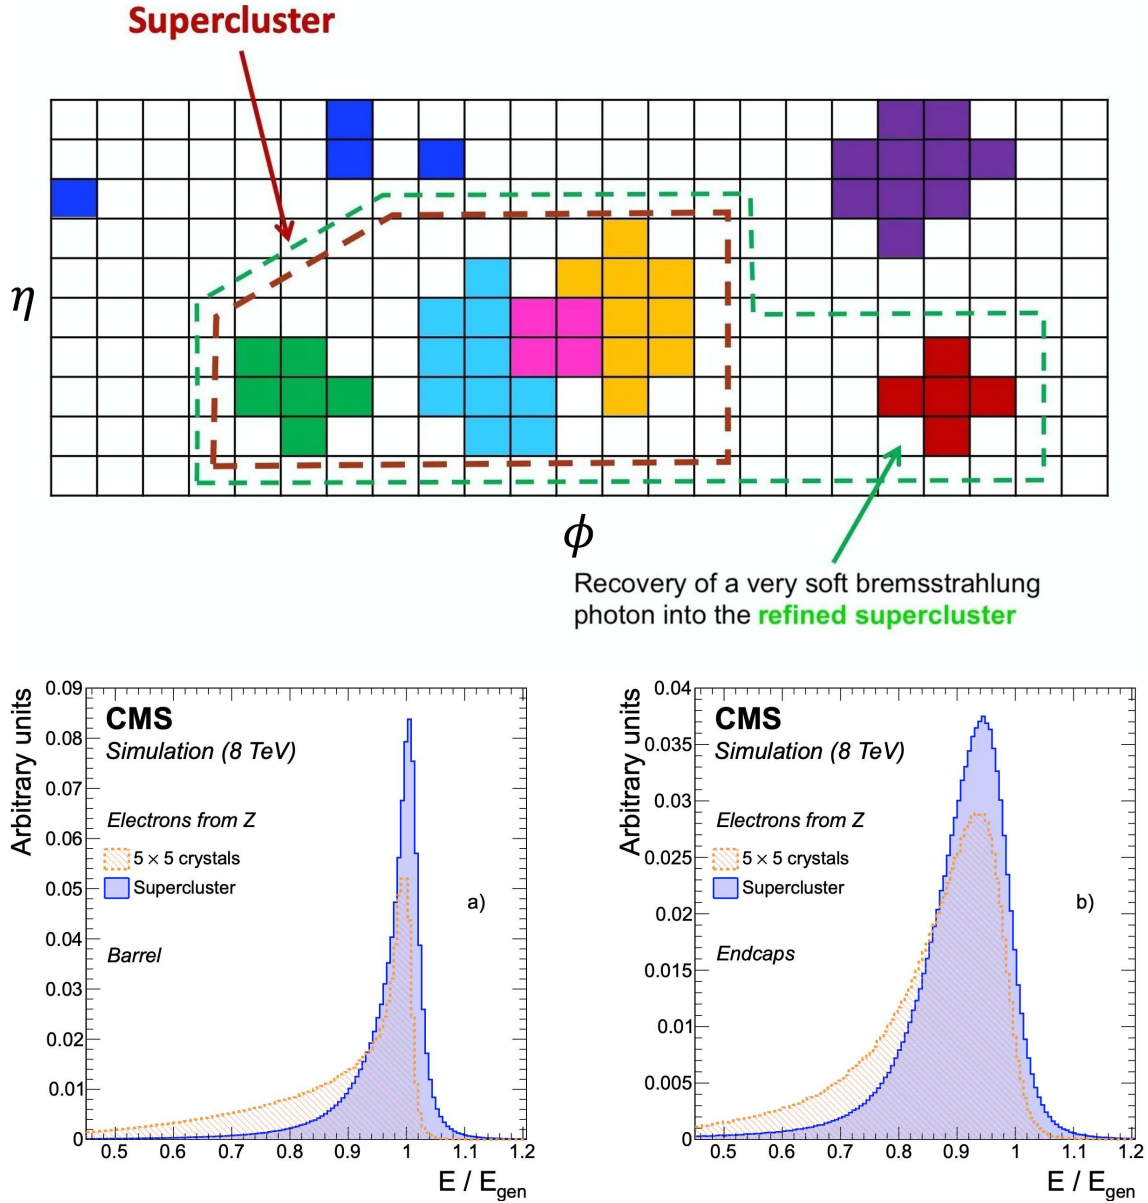 Supercluster
η
ϕ
Recovery of a very soft bremsstrahlung
photon into the refined supercluster
Arbitrary units
0.09
0.08
0.07
0.06
0.05
0.04
0.03
0.02
0.01
0
CMS
Simulation (8 TeV)
Electrons from Z
5 × 5 crystals
Supercluster
a)
Barrel
0.5 0.6 0.7 0.8 0.9 1 1.1 1.2
E / Egen
Arbitrary units
0.04
0.035
0.03
0.025
0.02
0.015
0.01
0.005
0
CMS
Simulation (8 TeV)
Electrons from Z
5 × 5 crystals
Supercluster
b)
Endcaps
0.5 0.6 0.7 0.8 0.9 1 1.1 1.2
E / Egen